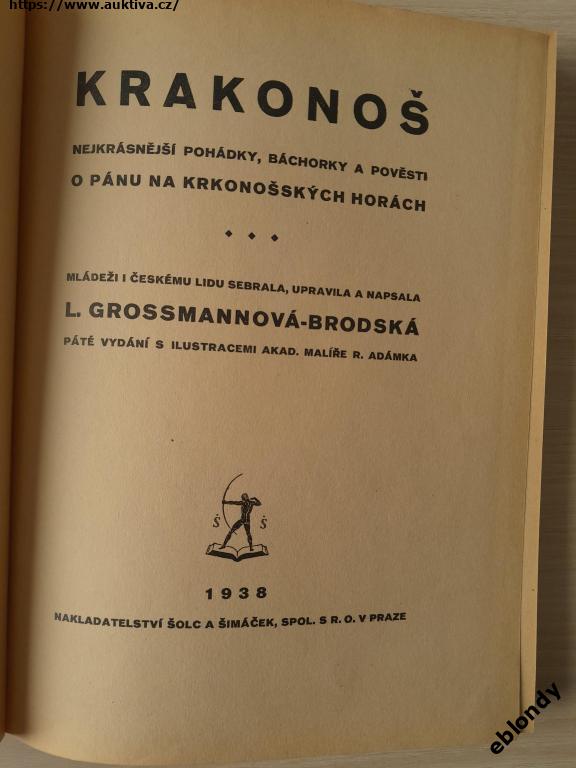 https://www.auktiva.cz/
KRAKONOŠ
NEJKRÁSNĚJŠÍ POHÁDKY, BÁCHORKY A POVĚSTI
O PÁNU NA KRKONOŠSKÝCH HORÁCH
MLÁDEŽI I ČESKÉMU LIDU SEBRALA, UPRAVILA A NAPSALA
L. GROSSMANNOVÁ-BRODSKÁ
PÁTÉ VYDÁNÍ S ILUSTRACEMI AKAD. MALÍŘE R. ADÁMKA
Š Š
1938
NAKLADATELSTVÍ ŠOLC A ŠIMÁČEK, SPOL. S R. O. V PRAZE
eblondy